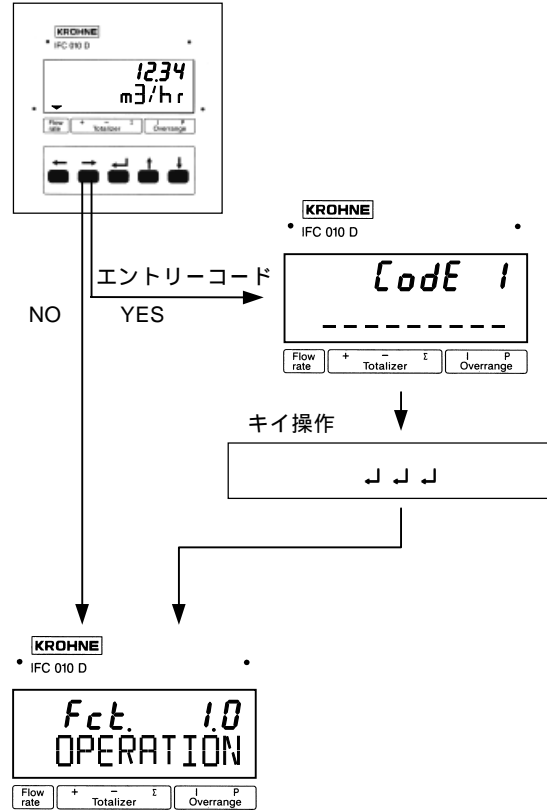 KROHNE
IFC 010 D
12.34
m3/hr
Flow rate + - Σ Totalizer I P Overrange
← → ↵ ↑ ↓
エントリーコード
NO YES
KROHNE
IFC 010 D
CodE 1
_ _ _ _ _ _ _ _ _
Flow rate + - Σ Totalizer I P Overrange
キイ操作
↵ ↵ ↵
KROHNE
IFC 010 D
Fct. 1.0
OPERATION
Flow rate + - Σ Totalizer I P Overrange